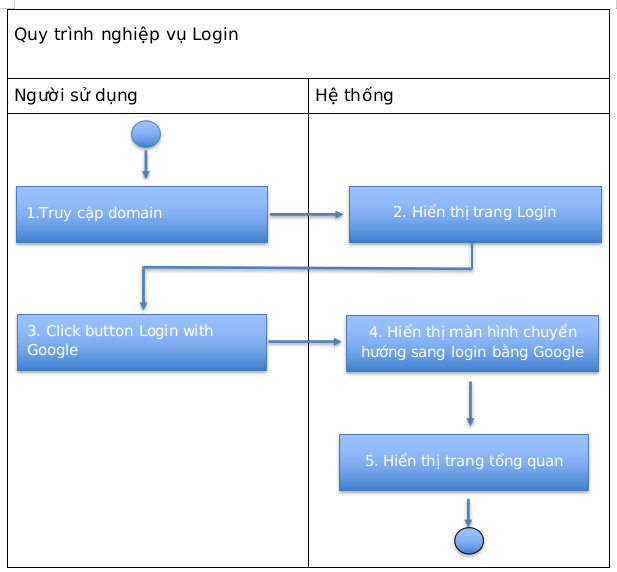 Quy trình nghiệp vụ Login
Người sử dụng
Hệ thống
1.Truy cập domain
2. Hiển thị trang Login
3. Click button Login with
Google
4. Hiển thị màn hình chuyển
hướng sang login bằng Google
5. Hiển thị trang tổng quan